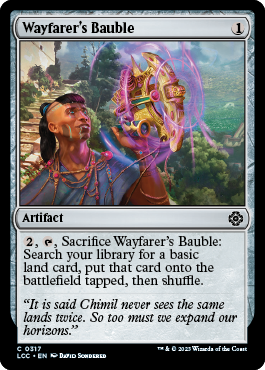 Wayfarer's Bauble 1
Artifact
2, T, Sacrifice Wayfarer's Bauble:
Search your library for a basic
land card, put that card onto the
battlefield tapped, then shuffle.
"It is said Chimil never sees the same
lands twice. So too must we expand our
horizons."
C 0317
LCC • EN DAVID SONDERED
™ & © 2023 Wizards of the Coast